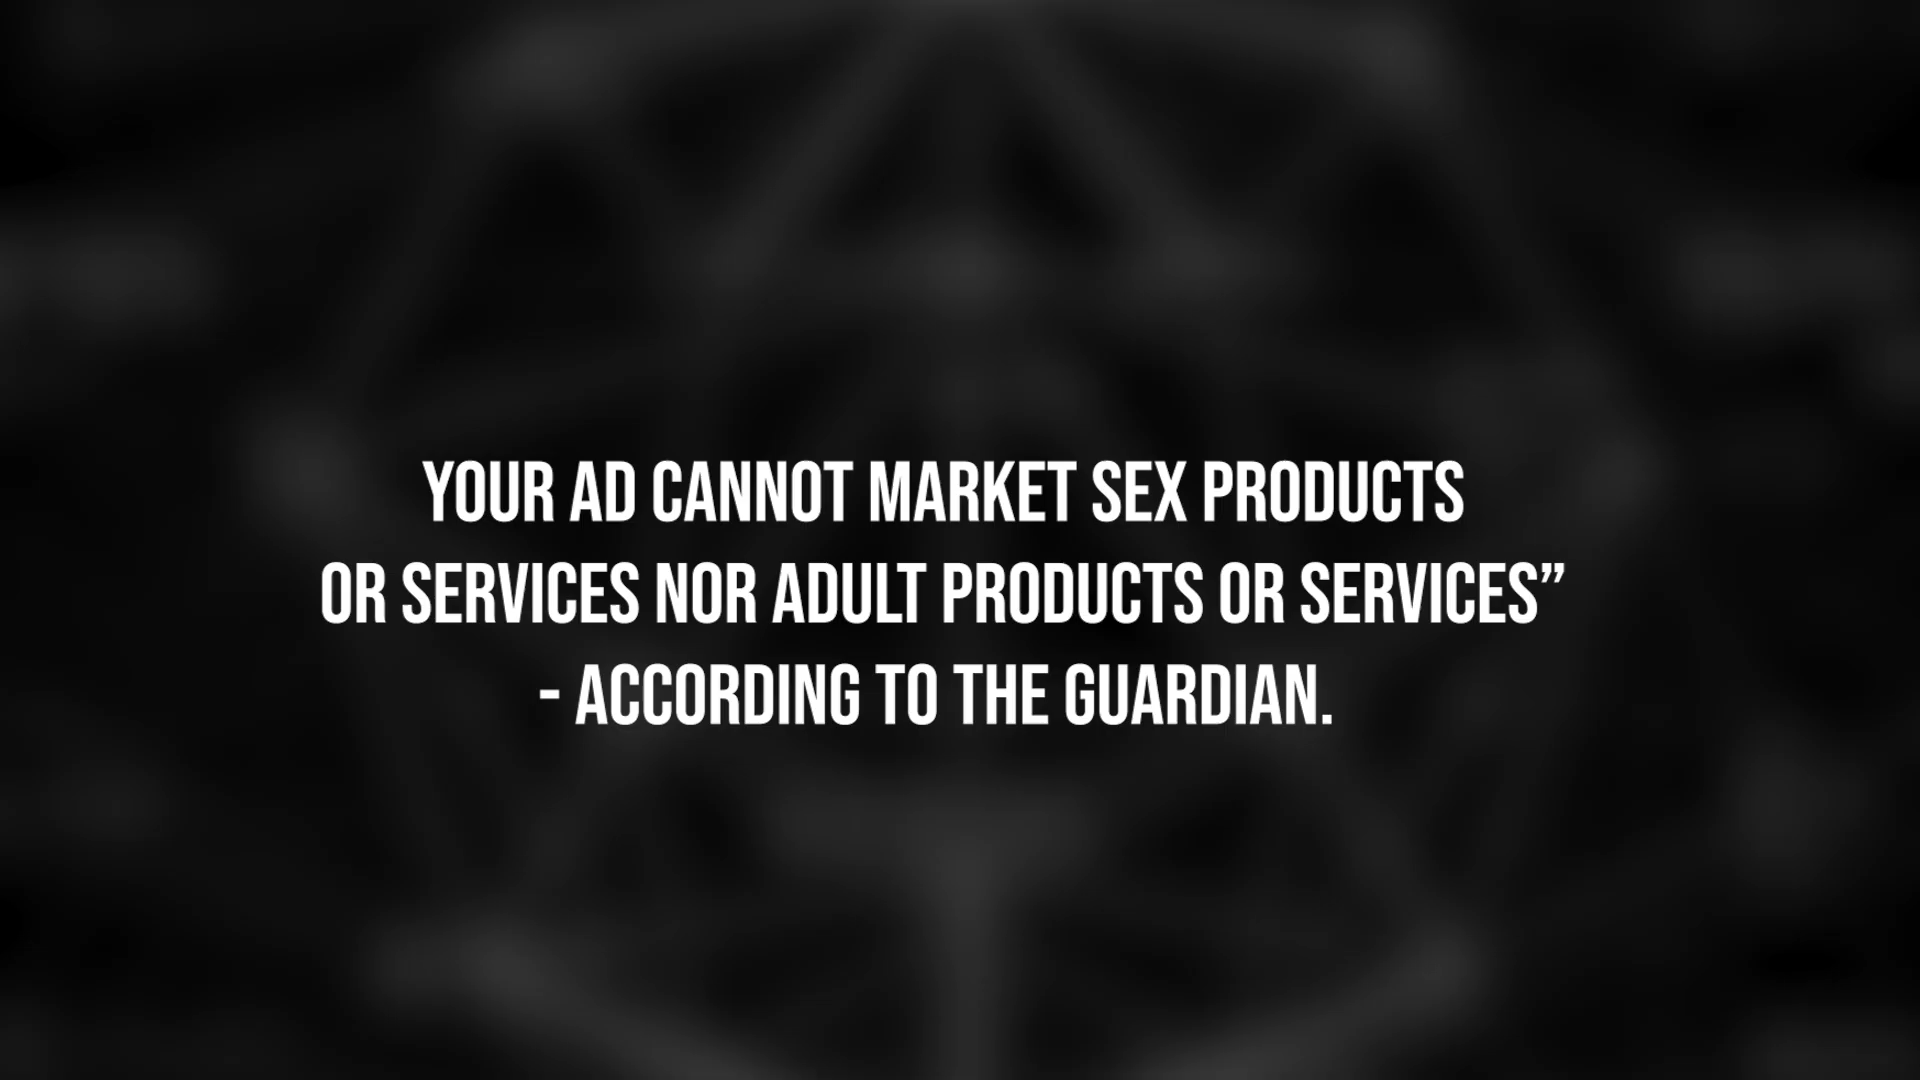 YOUR AD CANNOT MARKET SEX PRODUCTS
OR SERVICES NOR ADULT PRODUCTS OR SERVICES”
- ACCORDING TO THE GUARDIAN.